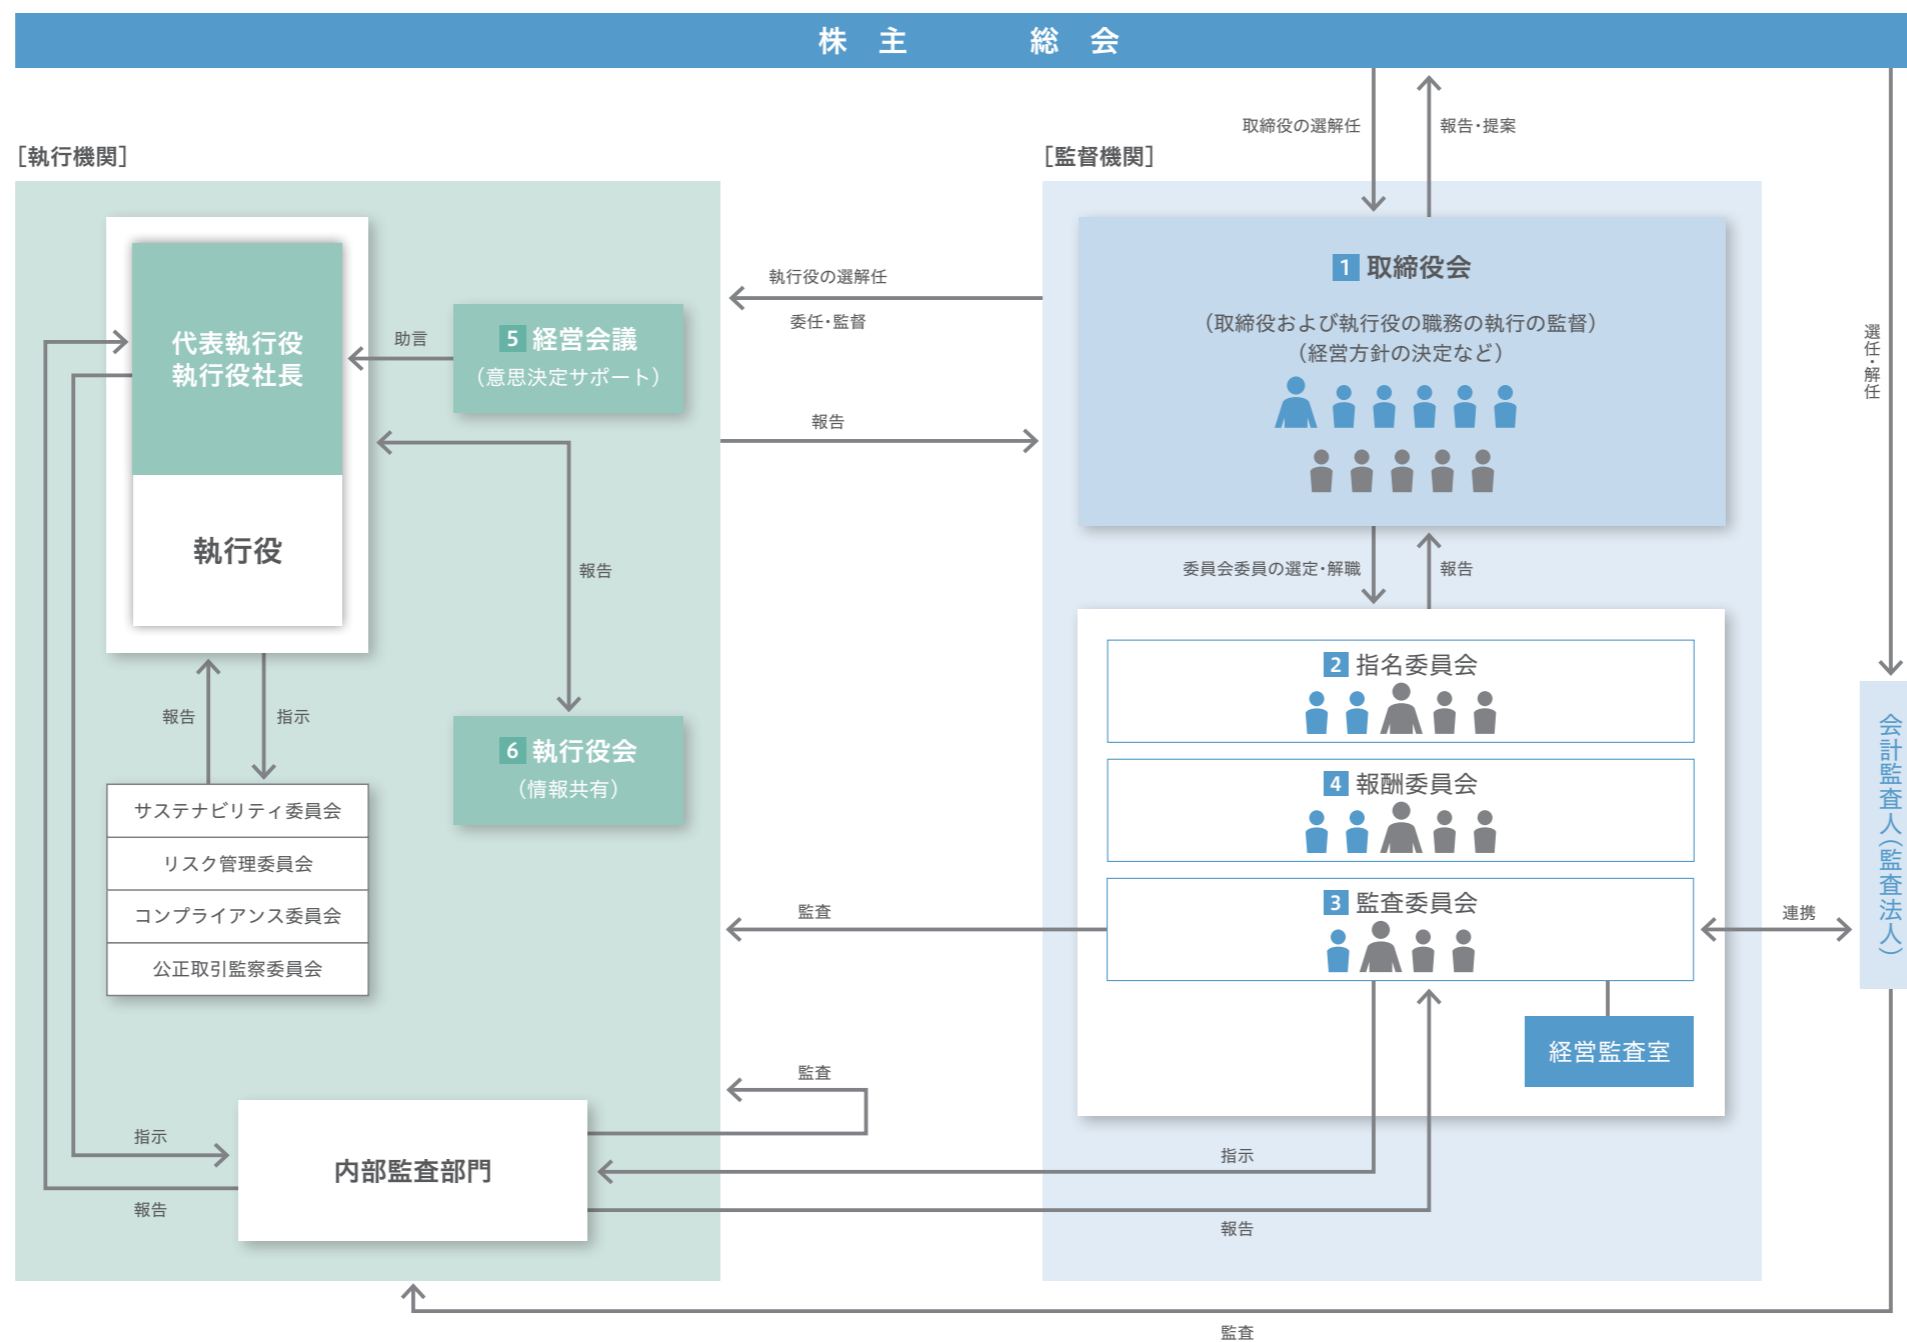 株主総会
取締役の選解任
報告・提案
［執行機関］
［監督機関］
代表執行役
執行役社長
執行役
助言
5 経営会議
（意思決定サポート）
執行役の選解任
委任・監督
報告
1 取締役会
（取締役および執行役の職務の執行の監督）
（経営方針の決定など）
選任・解任
報告
委員会委員の選定・解職
報告
2 指名委員会
4 報酬委員会
3 監査委員会
経営監査室
連携
会計監査人（監査法人）
報告
指示
6 執行役会
（情報共有）
サステナビリティ委員会
リスク管理委員会
コンプライアンス委員会
公正取引監察委員会
監査
監査
指示
報告
内部監査部門
指示
報告
監査